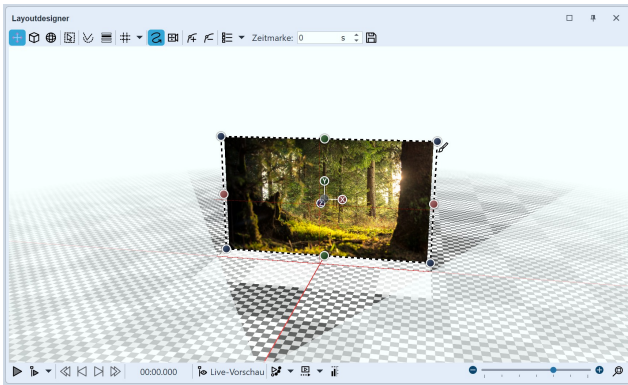 Layoutdesigner
Zeitmarke: 0 s
Y
X
Z
00:00.000 Live-Vorschau